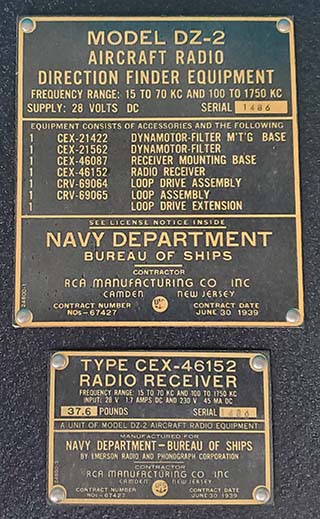 MODEL DZ-2
AIRCRAFT RADIO
DIRECTION FINDER EQUIPMENT
FREQUENCY RANGE: 15 TO 70 KC AND 100 TO 1750 KC
SUPPLY: 28 VOLTS DC SERIAL 1486
EQUIPMENT CONSISTS OF ACCESSORIES AND THE FOLLOWING
1 CEX-21422 DYNAMOTOR-FILTER M'T'G BASE
1 CEX-21562 DYNAMOTOR-FILTER
1 CEX-46087 RECEIVER MOUNTING BASE
1 CEX-46152 RADIO RECEIVER
1 CRV-69064 LOOP DRIVE ASSEMBLY
1 CRV-69065 LOOP ASSEMBLY
1 LOOP DRIVE EXTENSION
SEE LICENSE NOTICE INSIDE
NAVY DEPARTMENT
BUREAU OF SHIPS
CONTRACTOR
RCA MANUFACTURING CO INC
CAMDEN NEW JERSEY
CONTRACT NUMBER CONTRACT DATE
NOs-67427 JUNE 30 1939
TYPE CEX-46152
RADIO RECEIVER
FREQUENCY RANGE: 15 TO 70 KC AND 100 TO 1750 KC
INPUT: 28 V 1.7 AMPS DC AND 230 V 45 MA DC
37.6 POUNDS SERIAL
A UNIT OF MODEL DZ-2 AIRCRAFT RADIO EQUIPMENT
MANUFACTURED FOR
NAVY DEPARTMENT - BUREAU OF SHIPS
BY EMERSON RADIO AND PHONOGRAPH CORPORATION
CONTRACTOR
RCA MANUFACTURING CO INC
CAMDEN NEW JERSEY
CONTRACT NUMBER CONTRACT DATE
NOs-67427 JUNE 30 1939